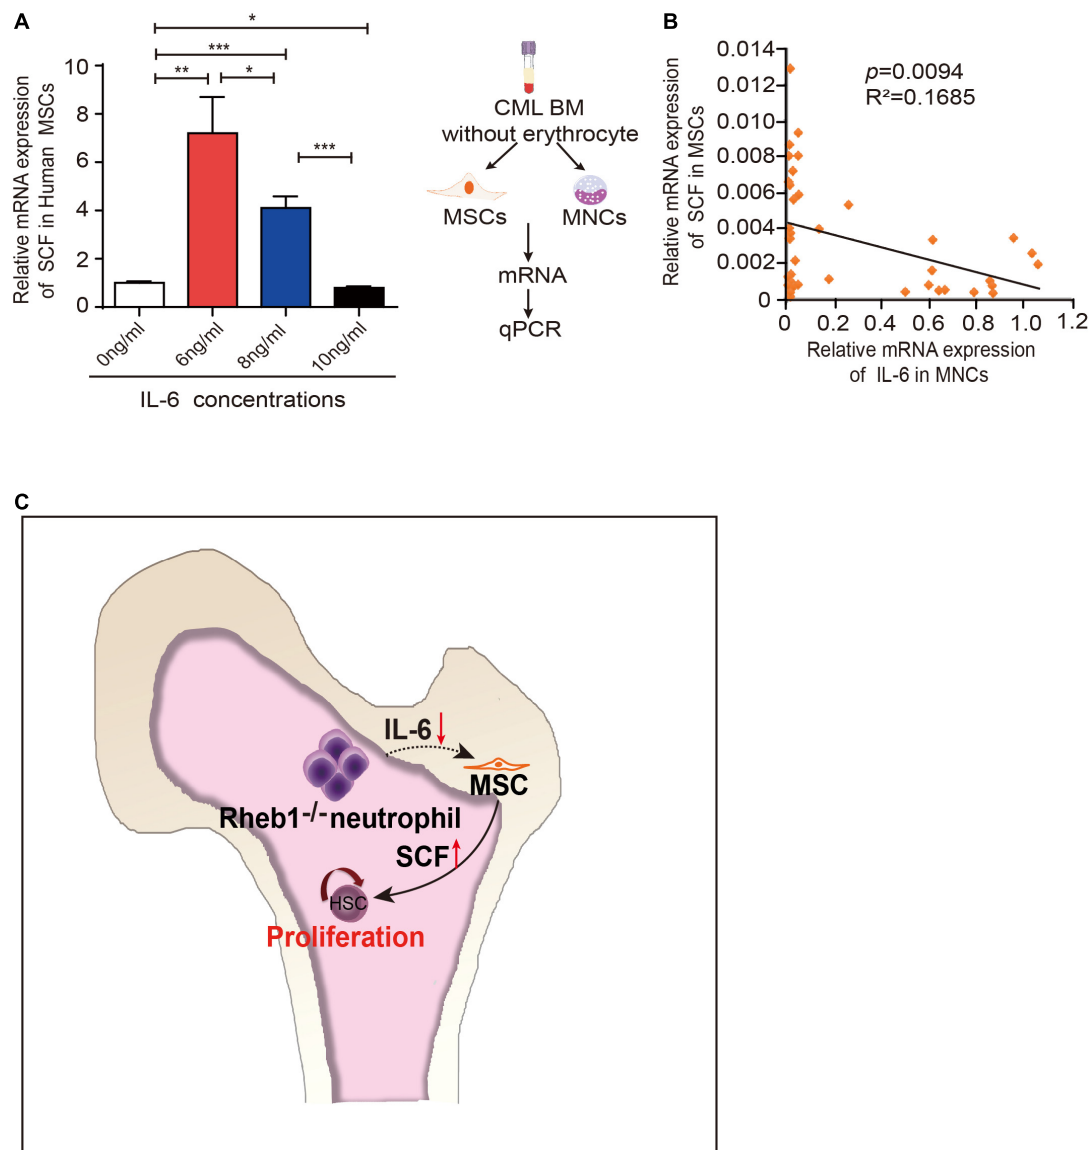 A
*
***
** *
***
Relative mRNA expression
of SCF in Human MSCs
10
8
6
4
2
0
0ng/ml 6ng/ml 8ng/ml 10ng/ml
IL-6 concentrations
CML BM
without erythrocyte
MSCs MNCs
mRNA
qPCR
B
Relative mRNA expression
of SCF in MSCs
0.014
0.012
0.010
0.008
0.006
0.004
0.002
0
p=0.0094
R²=0.1685
0 0.2 0.4 0.6 0.8 1.0 1.2
Relative mRNA expression
of IL-6 in MNCs
C
IL-6
MSC
Rheb1-/-neutrophil
SCF
HSC
Proliferation